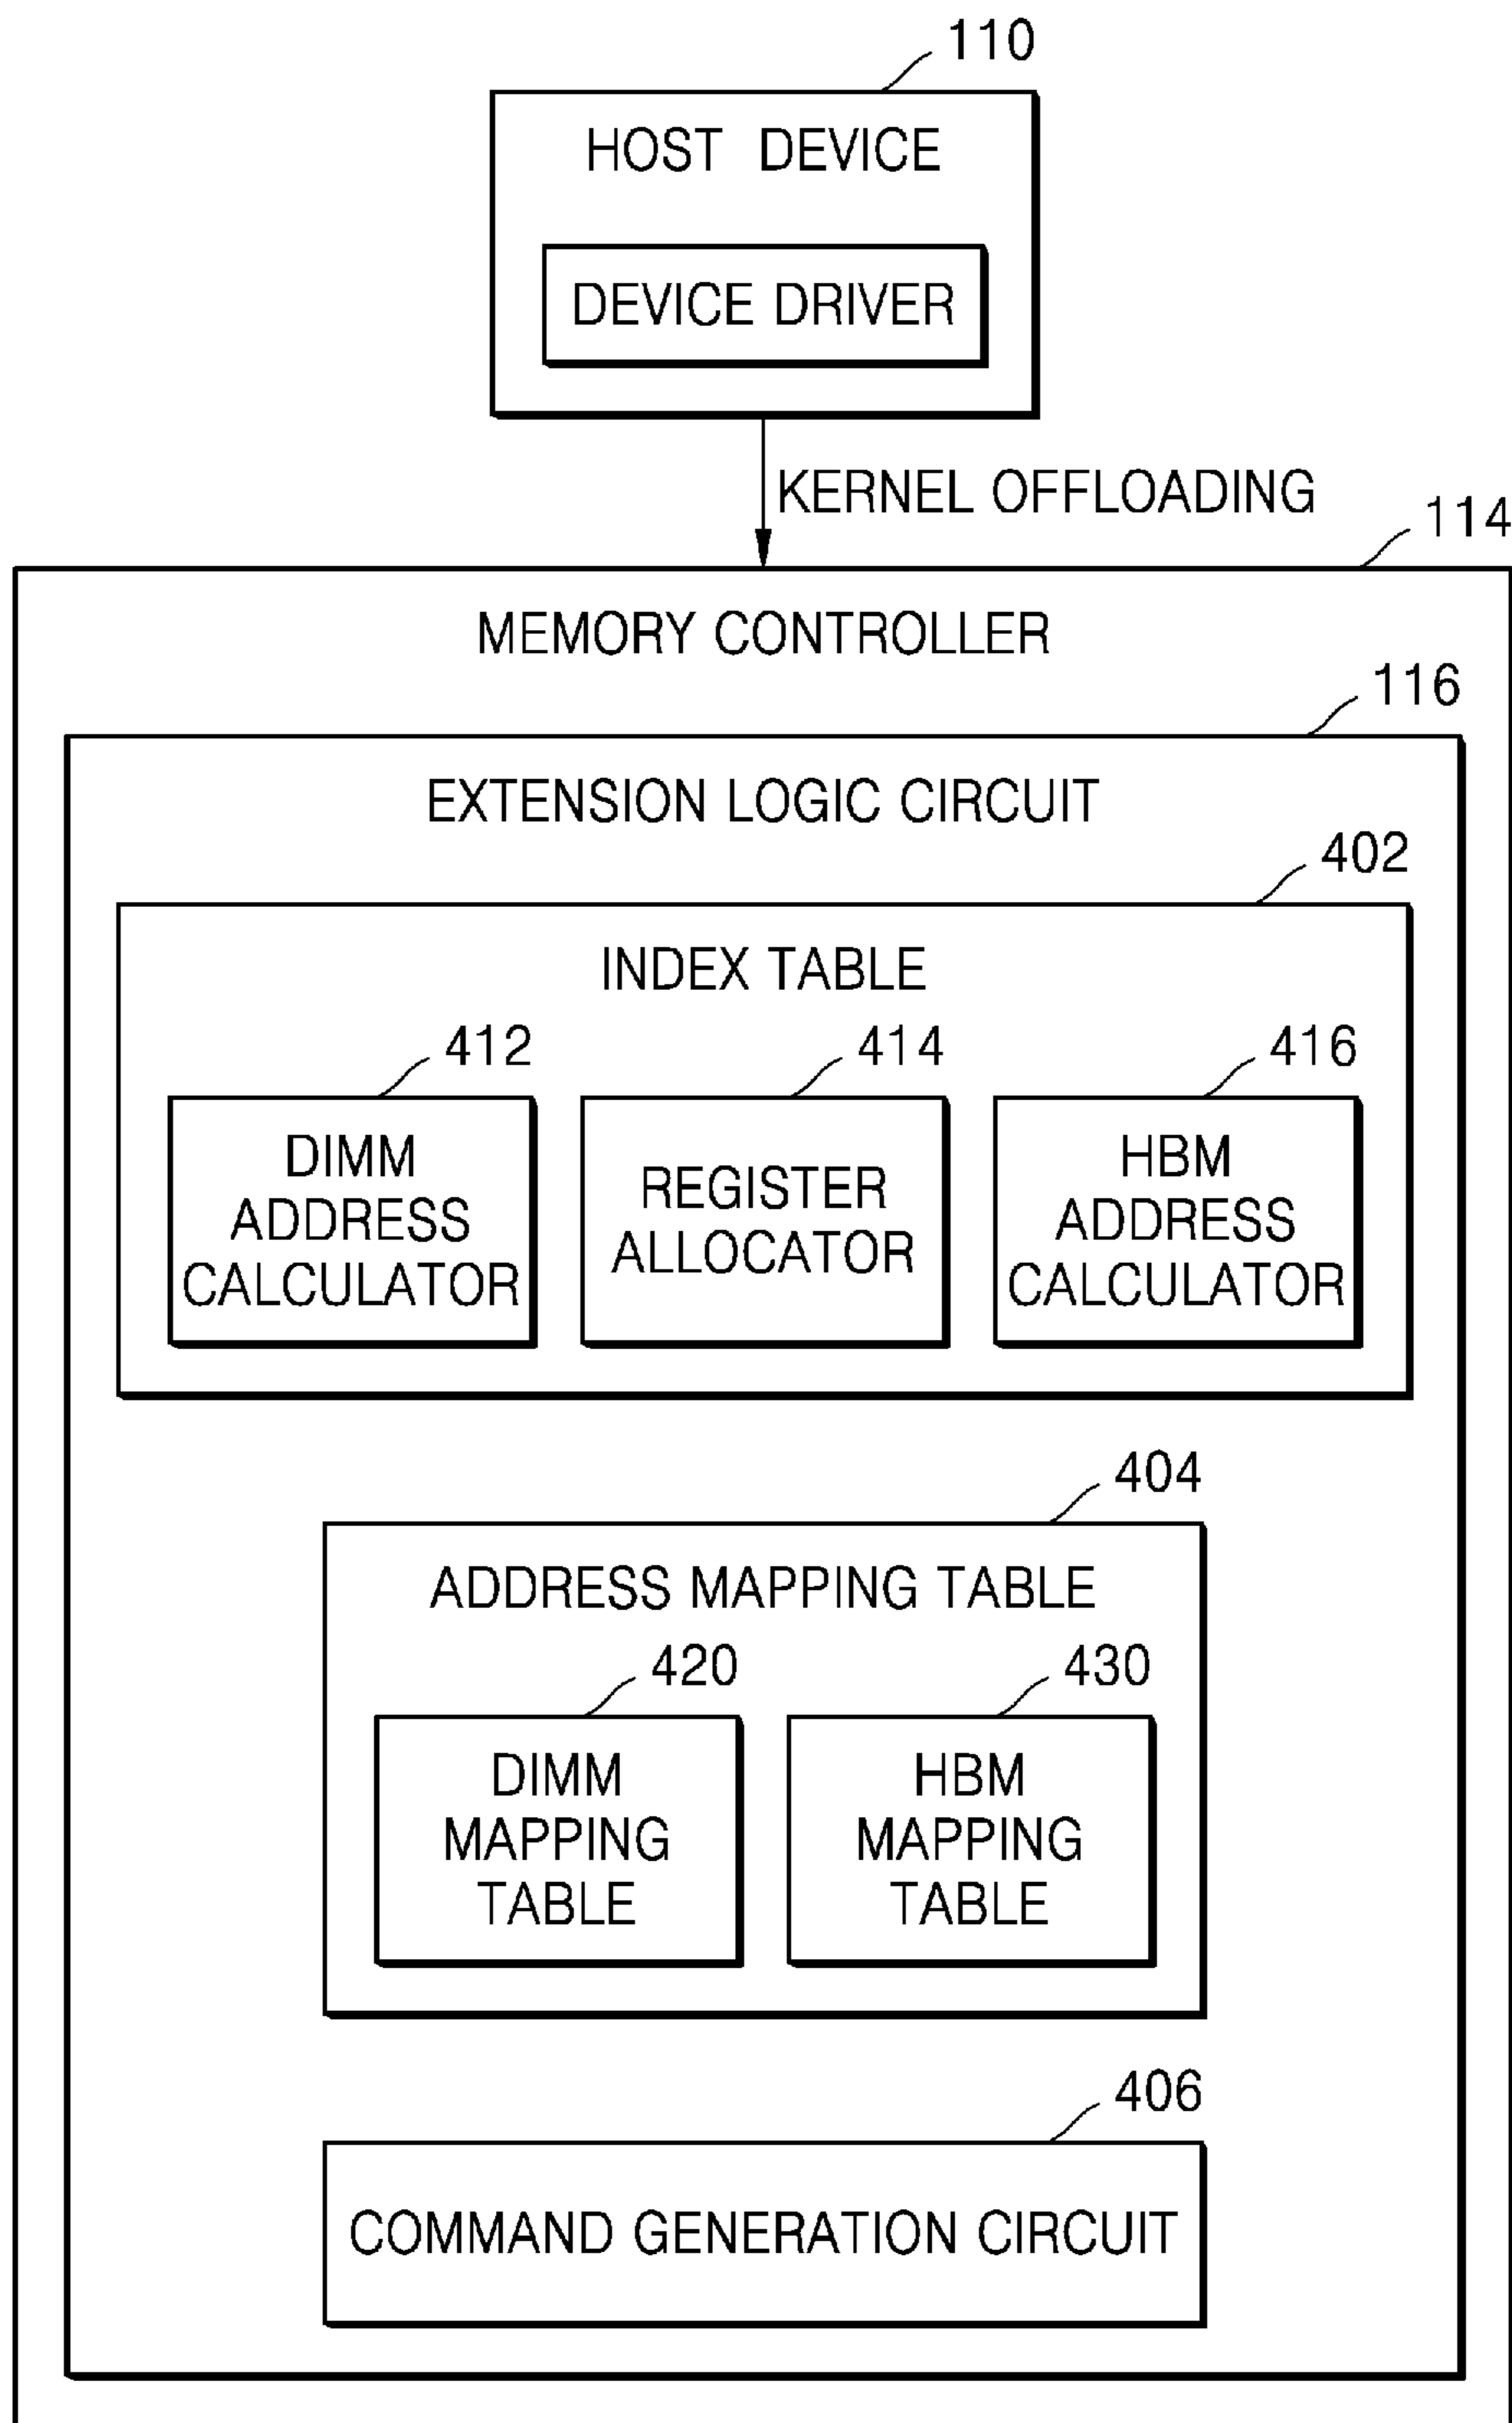 110
HOST DEVICE
DEVICE DRIVER
KERNEL OFFLOADING
114
MEMORY CONTROLLER
116
EXTENSION LOGIC CIRCUIT
402
INDEX TABLE
412
414
416
DIMM
ADDRESS
CALCULATOR
REGISTER
ALLOCATOR
HBM
ADDRESS
CALCULATOR
404
ADDRESS MAPPING TABLE
420
430
DIMM
MAPPING
TABLE
HBM
MAPPING
TABLE
406
COMMAND GENERATION CIRCUIT